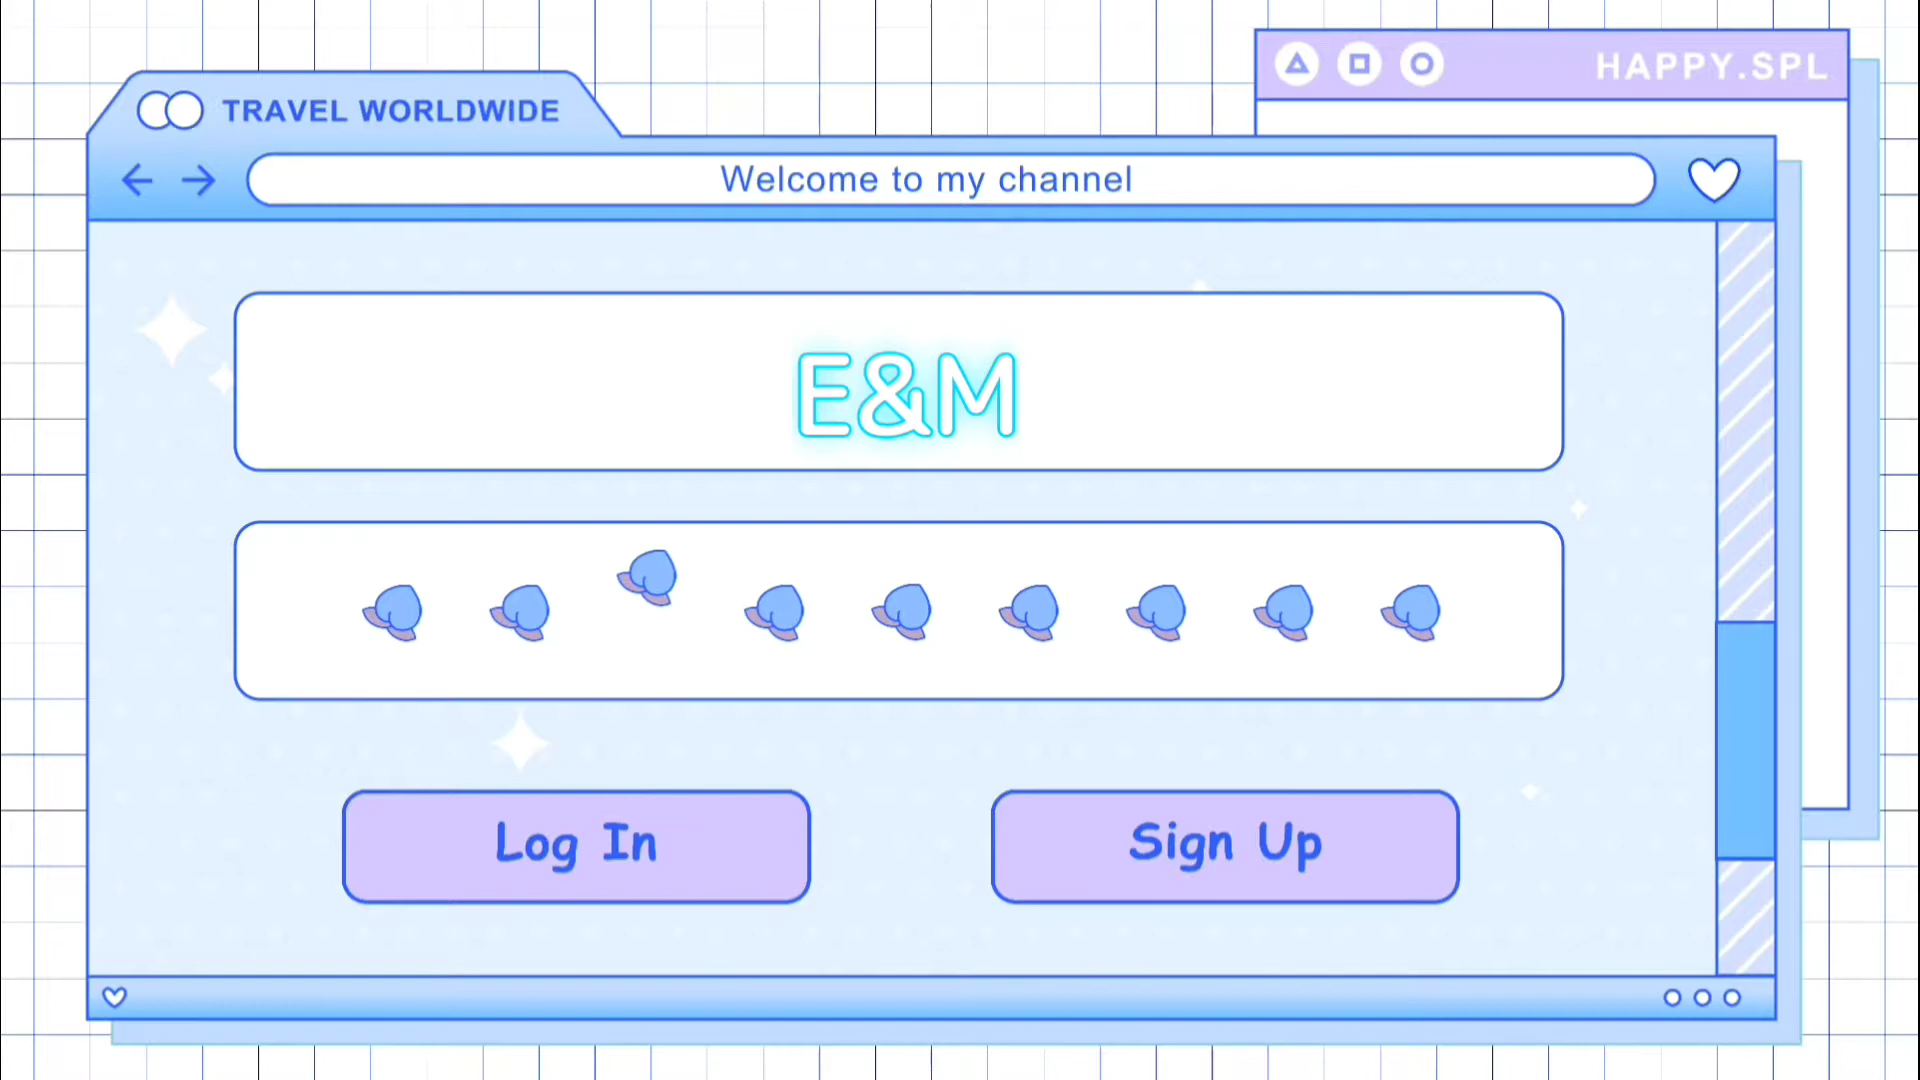 HAPPY.SPL
TRAVEL WORLDWIDE
Welcome to my channel
E&M
Log In
Sign Up